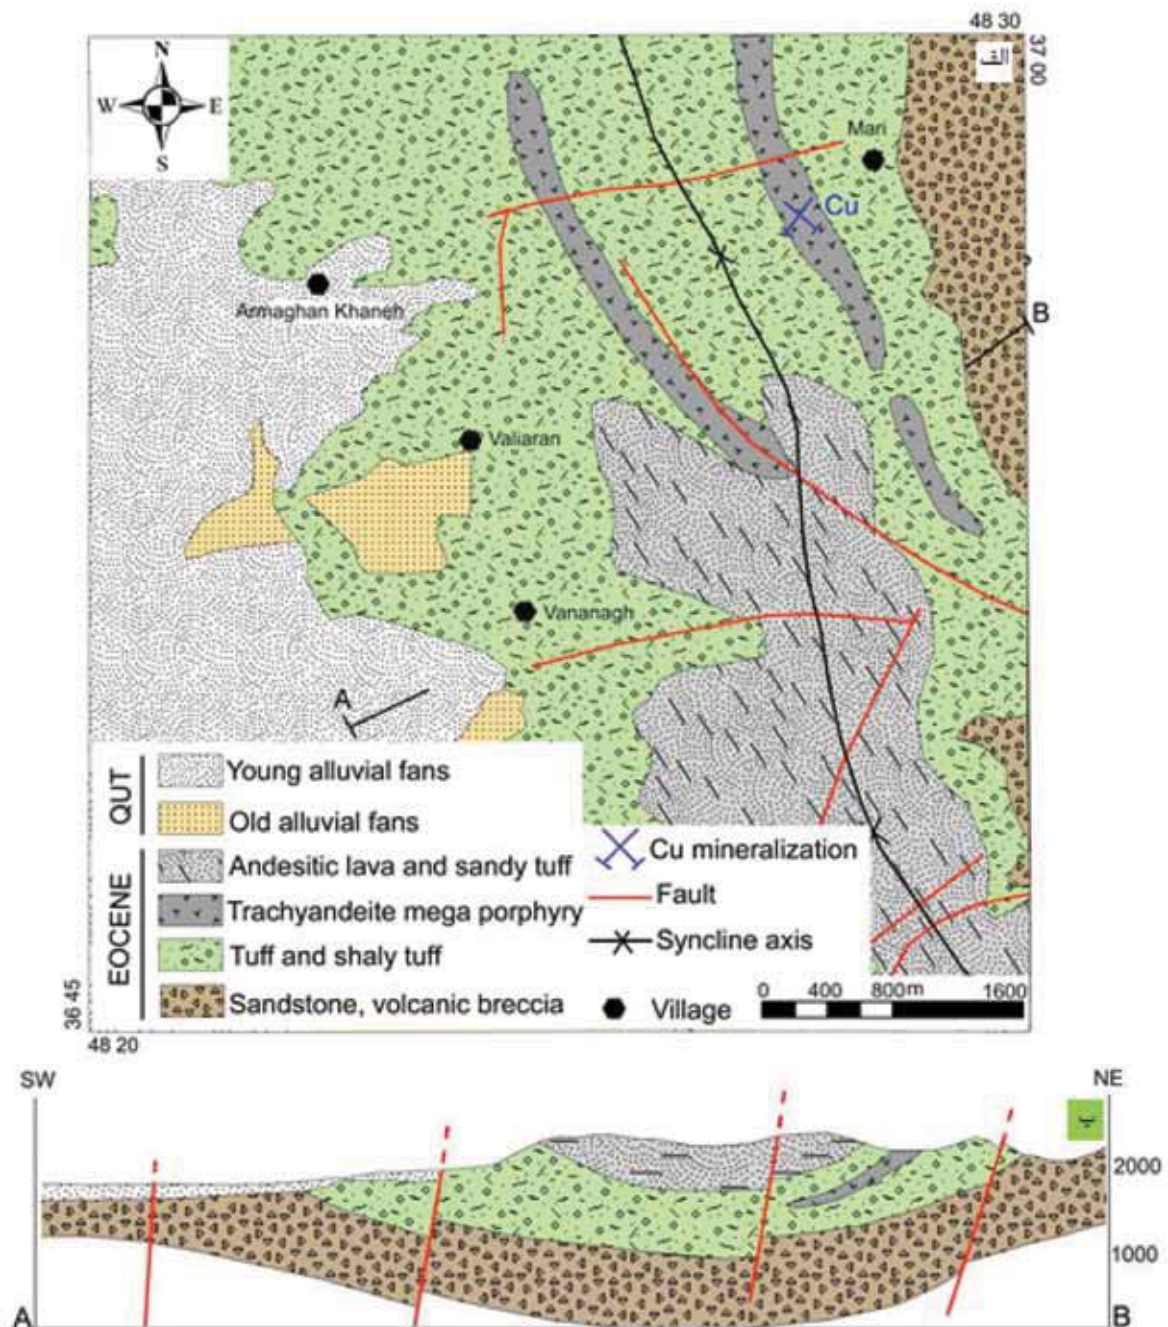 48 30
37 00
الف
N
W E
S
Mari
Cu
Armaghan Khaneh
B
Valiaran
Vananagh
A
QUT
Young alluvial fans
Old alluvial fans
EOCENE
Andesitic lava and sandy tuff
Trachyandeite mega porphyry
Tuff and shaly tuff
Sandstone, volcanic breccia
Cu mineralization
Fault
Syncline axis
Village
0 400 800m 1600
36 45
48 20
SW NE
ب
2000
1000
A B